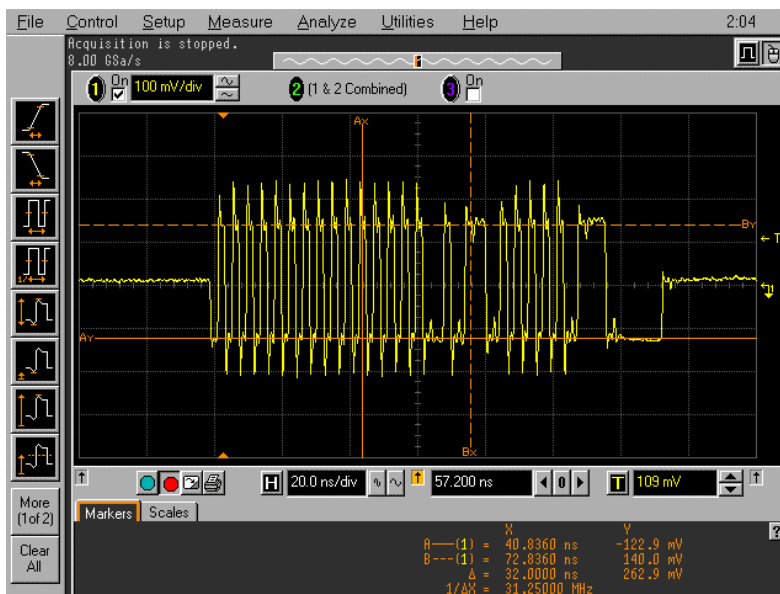 File Control Setup Measure Analyze Utilities Help 2:04
Acquisition is stopped.
8.00 GSa/s
1 On 100 mV/div 2 (1 & 2 Combined) 3 On
Ax
By
T
Ay
Bx
H 20.0 ns/div 57.200 ns 0 T 109 mV
More
(1 of 2)
Clear
All
Markers Scales
?
X Y
A——(1) = 40.8360 ns -122.9 mV
B---(1) = 72.8360 ns 140.0 mV
Δ = 32.0000 ns 262.9 mV
1/ΔX = 31.25000 MHz